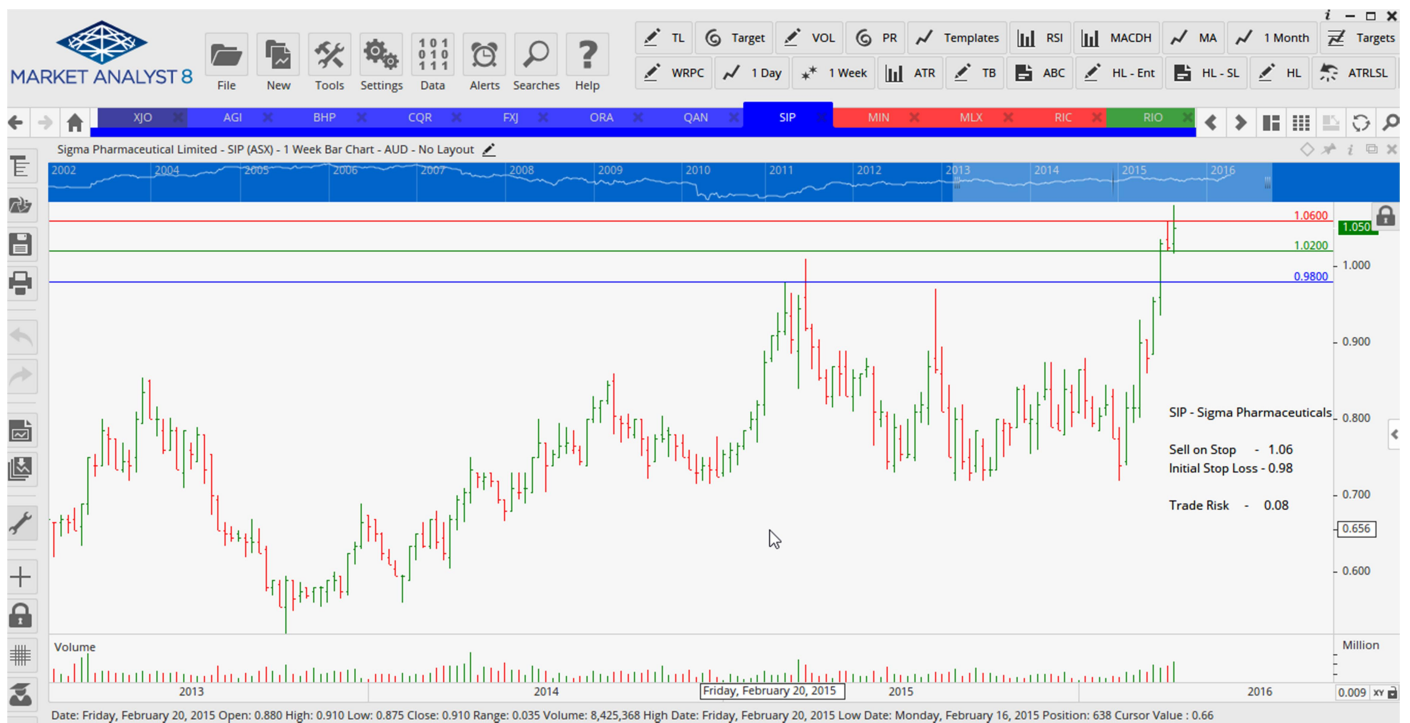 MARKET ANALYST 8
File New Tools Settings Data Alerts Searches Help
101
010
111
TL Target VOL PR Templates RSI MACDH MA 1 Month Targets
WRPC 1 Day 1 Week ATR TB ABC HL - Ent HL - SL HL ATRLSL
XJO AGI BHP CQR FXJ ORA QAN SIP MIN MLX RIC RIO
Sigma Pharmaceutical Limited - SIP (ASX) - 1 Week Bar Chart - AUD - No Layout
2002 2004 2005 2006 2007 2008 2009 2010 2011 2012 2013 2014 2015 2016
1.0600
1.050
1.0200
1.000
0.9800
0.900
SIP - Sigma Pharmaceuticals
0.800
Sell on Stop - 1.06
Initial Stop Loss - 0.98
0.700
Trade Risk - 0.08
0.656
0.600
Volume
Million
2013 2014 Friday, February 20, 2015 2015 2016 0.009 XY
Date: Friday, February 20, 2015 Open: 0.880 High: 0.910 Low: 0.875 Close: 0.910 Range: 0.035 Volume: 8,425,368 High Date: Friday, February 20, 2015 Low Date: Monday, February 16, 2015 Position: 638 Cursor Value : 0.66